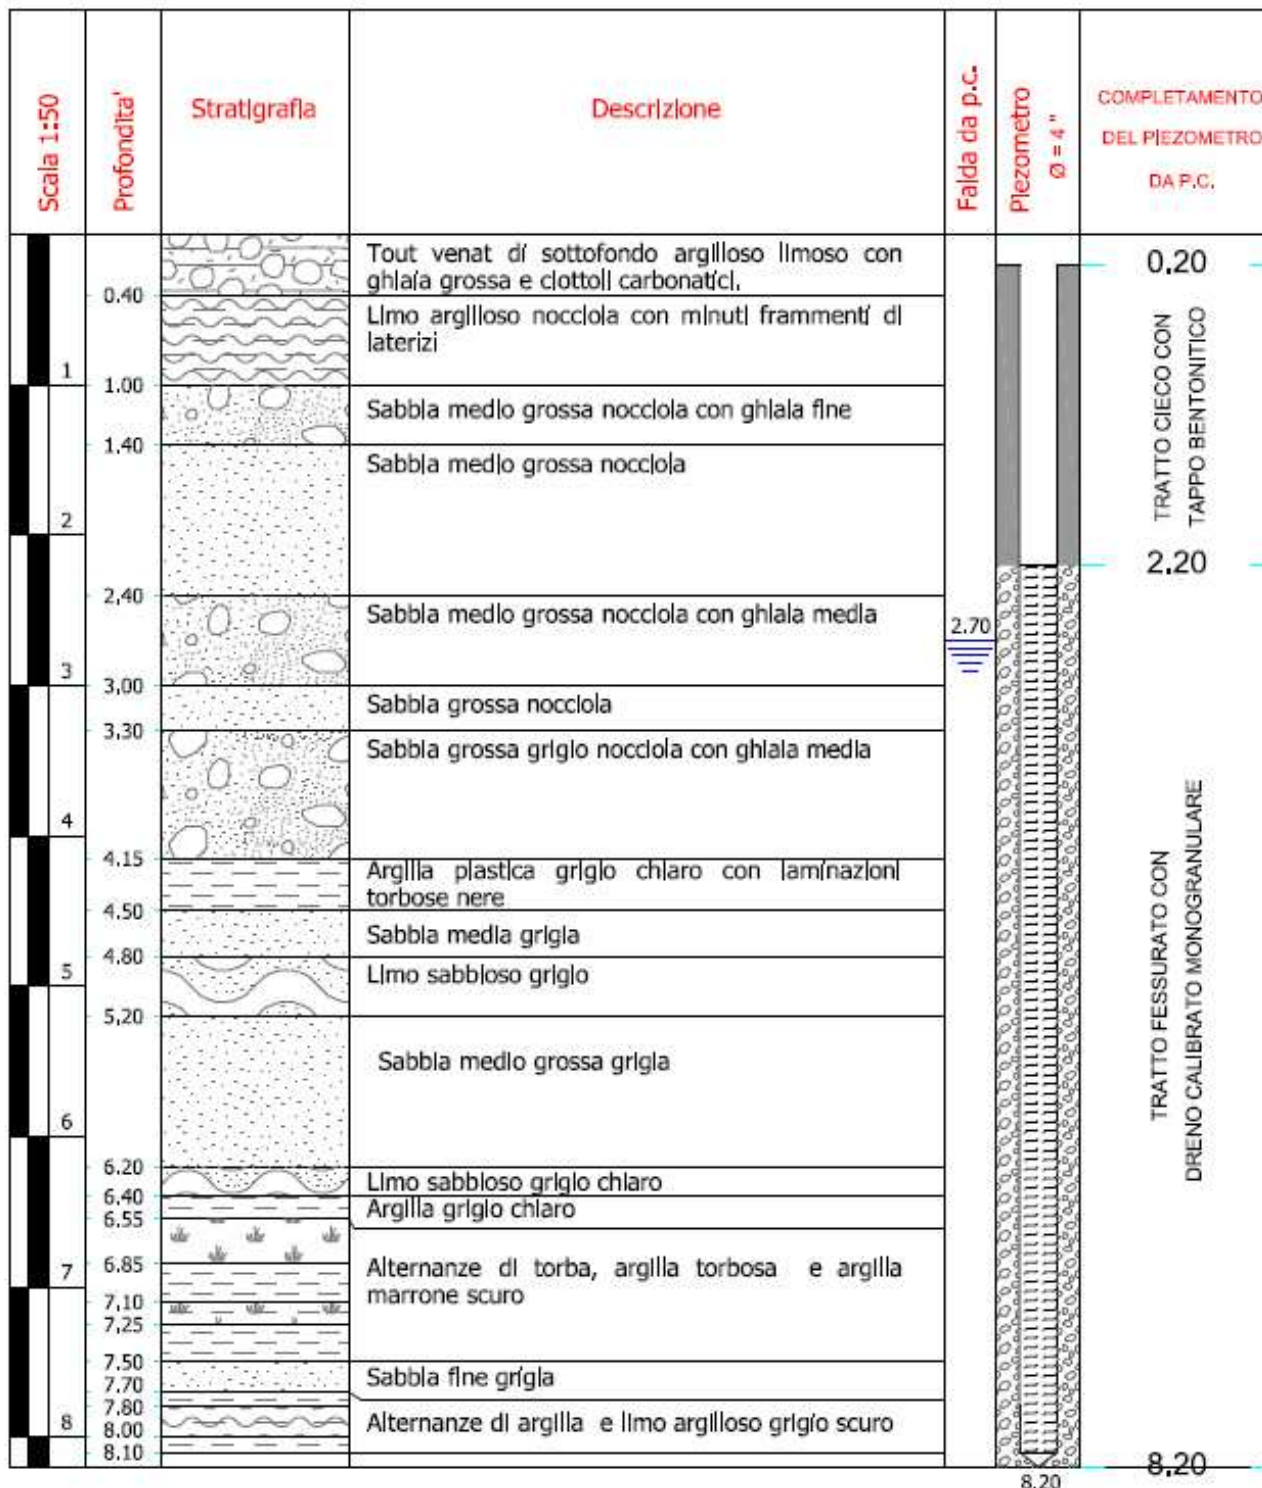 Scala 1:50
Profondita'
Stratigrafia
Descrizione
Falda da p.c.
Piezometro
Ø = 4"
COMPLETAMENTO
DEL PIEZOMETRO
DA P.C.
Tout venat di sottofondo argilloso limoso con
ghiaia grossa e ciottoli carbonatici.
0.40
Limo argilloso nocciola con minuti frammenti di
laterizi
1
1.00
Sabbia medio grossa nocciola con ghiaia fine
1.40
Sabbia medio grossa nocciola
2
2.40
Sabbia medio grossa nocciola con ghiaia media
3
3.00
Sabbia grossa nocciola
3.30
Sabbia grossa grigio nocciola con ghiaia media
4
4.15
Argilla plastica grigio chiaro con laminazioni
torbose nere
4.50
Sabbia media grigia
4.80
Limo sabbioso grigio
5
5.20
Sabbia medio grossa grigia
6
6.20
Limo sabbioso grigio chiaro
6.40
Argilla grigio chiaro
6.55
6.85
Alternanze di torba, argilla torbosa e argilla
marrone scuro
7
7.10
7.25
7.50
Sabbia fine grigia
7.70
7.80
Alternanze di argilla e limo argilloso grigio scuro
8
8.00
8.10
2.70
8.20
0.20
TRATTO CIECO CON
TAPPO BENTONITICO
2.20
TRATTO FESSURATO CON
DRENO CALIBRATO MONOGRANULARE
8.20